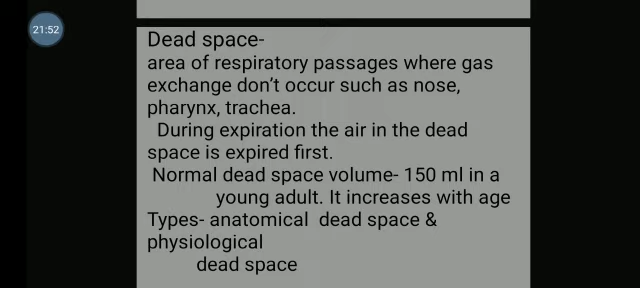 21:52
Dead space-
area of respiratory passages where gas
exchange don't occur such as nose,
pharynx, trachea.
During expiration the air in the dead
space is expired first.
Normal dead space volume- 150 ml in a
young adult. It increases with age
Types- anatomical dead space &
physiological
dead space